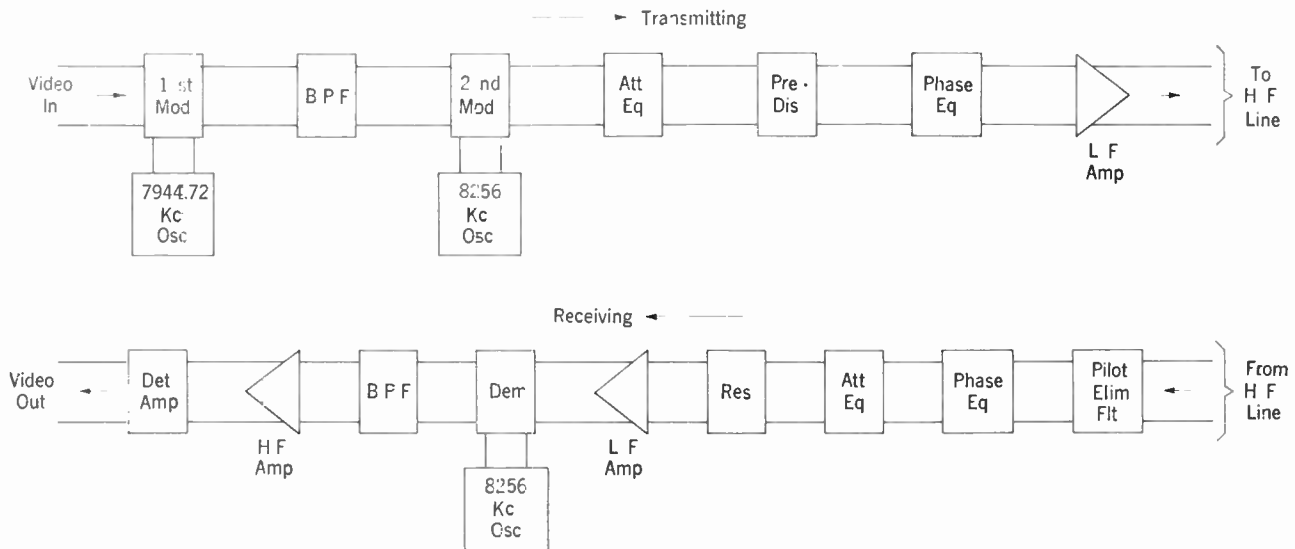 Transmitting
Video
In
1 st
Mod
B P F
2 nd
Mod
Att
Eq
Pre-
Dis
Phase
Eq
L F
Amp
To
H F
Line
7944.72
Kc
Osc
8256
Kc
Osc
Receiving
Video
Out
Det
Amp
H F
Amp
B P F
Dem
L F
Amp
Res
Att
Eq
Phase
Eq
Pilot
Elim
Flt
From
H F
Line
8256
Kc
Osc